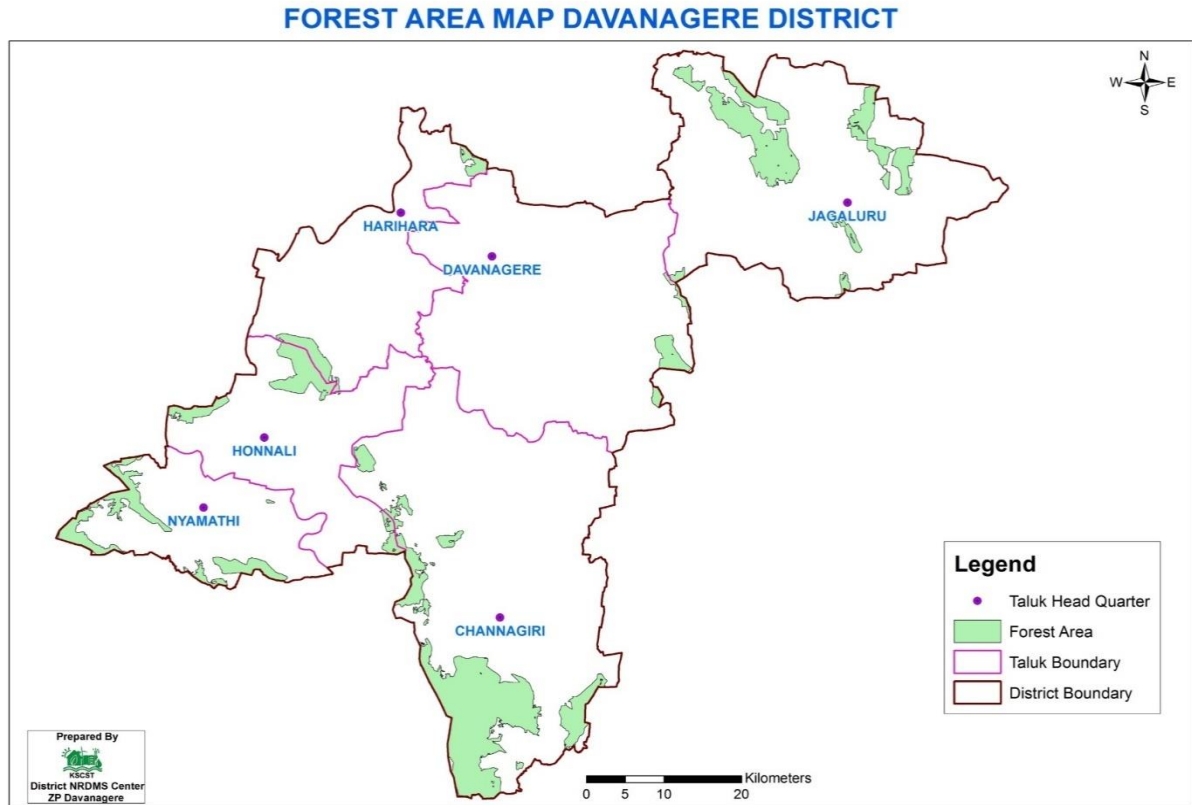 FOREST AREA MAP DAVANAGERE DISTRICT
N
W E
S
HARIHARA
DAVANAGERE
JAGALURU
HONNALI
NYAMATHI
CHANNAGIRI
Legend
Taluk Head Quarter
Forest Area
Taluk Boundary
District Boundary
Prepared By
KSCST
District NRDMS Center
ZP Davanagere
Kilometers
0 5 10 20